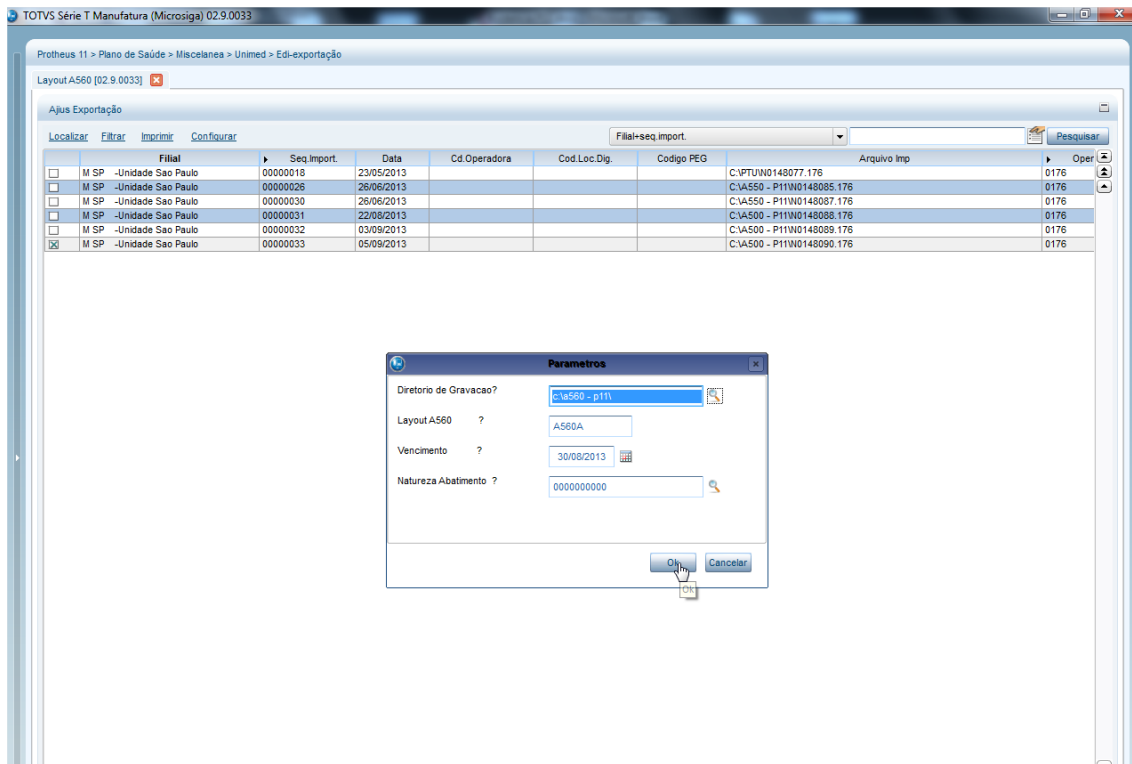 TOTVS Série T Manufatura (Microsiga) 02.9.0033
Protheus 11 > Plano de Saúde > Miscelanea > Unimed > Edi-exportação
Layout A560 [02.9.0033]
Ajius Exportação
Localizar Filtrar Imprimir Configurar Filial+seq.import. Pesquisar
Filial Seq.Import. Data Cd.Operadora Cod.Loc.Dig. Codigo PEG Arquivo Imp Oper
M SP -Unidade Sao Paulo 00000018 23/05/2013 C:\PTU\N0148077.176 0176
M SP -Unidade Sao Paulo 00000026 26/06/2013 C:\A550 - P11\N0148085.176 0176
M SP -Unidade Sao Paulo 00000030 26/06/2013 C:\A550 - P11\N0148087.176 0176
M SP -Unidade Sao Paulo 00000031 22/08/2013 C:\A500 - P11\N0148088.176 0176
M SP -Unidade Sao Paulo 00000032 03/09/2013 C:\A500 - P11\N0148089.176 0176
M SP -Unidade Sao Paulo 00000033 05/09/2013 C:\A500 - P11\N0148090.176 0176
Parametros
Diretorio de Gravacao? c:\a560 - p11\
Layout A560 ? A560A
Vencimento ? 30/08/2013
Natureza Abatimento ? 0000000000
Ok Cancelar
Ok